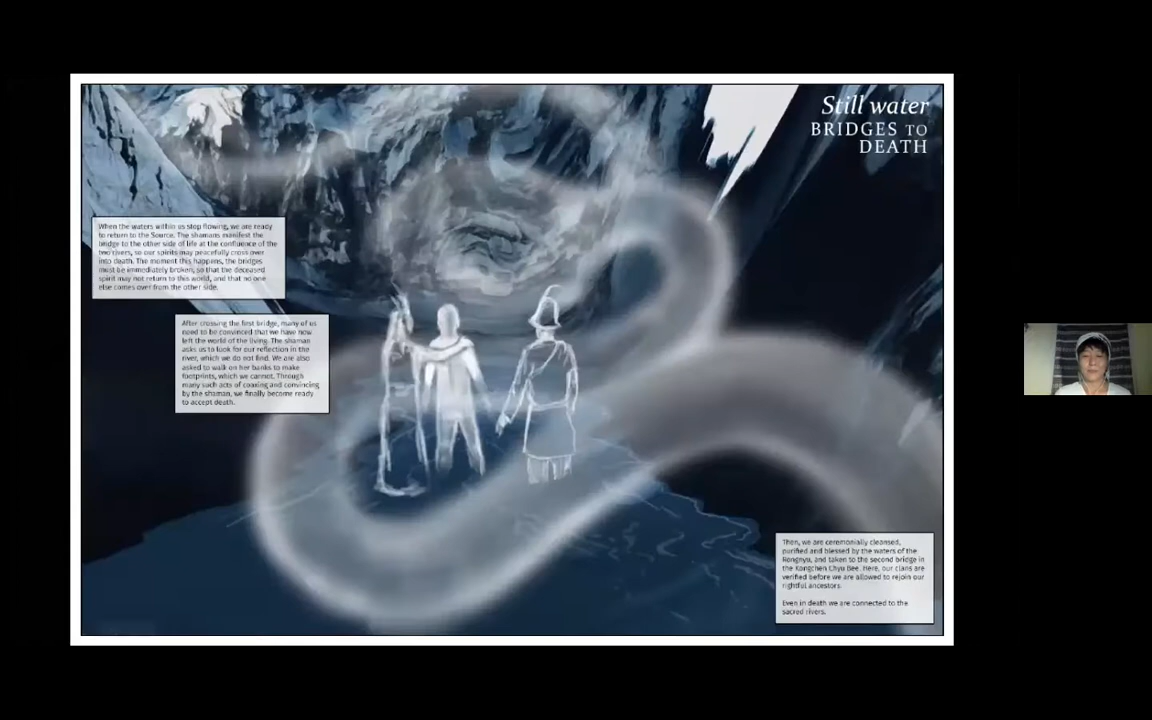 Still water
BRIDGES TO
DEATH
When the waters within us stop flowing, we are ready
to return to the Source. The shamans manifest the
bridge to the other side of life at the confluence of the
two rivers, so our spirits may peacefully cross over
into death. The moment this happens, the bridges
must be immediately broken, so that the deceased
spirit may not return to this world, and that no one
else comes over from the other side.
After crossing the first bridge, many of us
need to be convinced that we have now
left the world of the living. The shaman
asks us to look for our reflection in the
river, which we do not find. We are also
asked to walk on her banks to make
footprints, which we cannot. Through
many such acts of coaxing and convincing
by the shaman, we finally become ready
to accept death.
Then, we are ceremonially cleansed,
purified and blessed by the waters of the
Rongnyu, and taken to the second bridge in
the Kongchen Chyu Bee. Here, our clans are
verified before we are allowed to rejoin our
rightful ancestors
Even in death we are connected to the
sacred rivers.